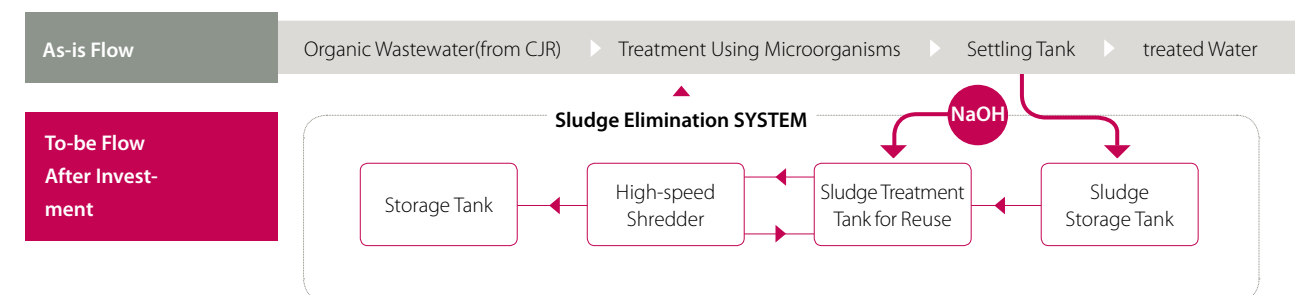 As-is Flow
Organic Wastewater(from CJR)
Treatment Using Microorganisms
Settling Tank
treated Water
To-be Flow
After Invest-
ment
Sludge Elimination SYSTEM
NaOH
Storage Tank
High-speed
Shredder
Sludge Treatment
Tank for Reuse
Sludge
Storage Tank